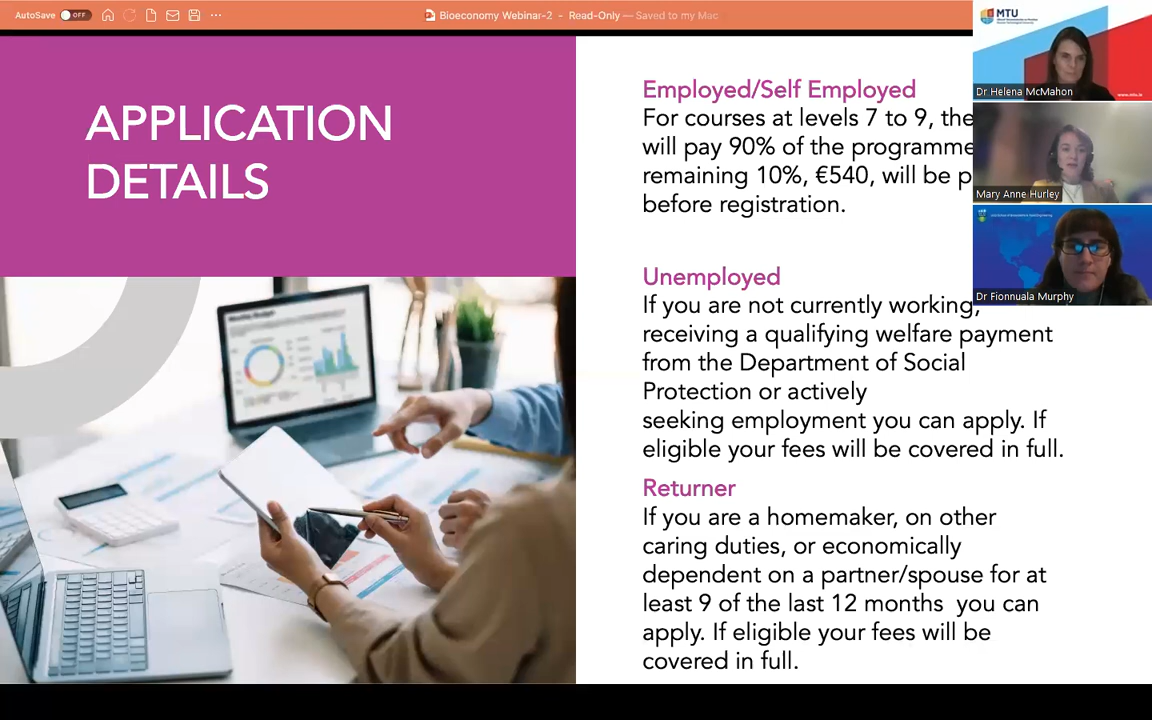 AutoSave OFF
Bioeconomy Webinar-2 - Read-Only — Saved to my Mac
APPLICATION
DETAILS
Employed/Self Employed
For courses at levels 7 to 9, the
will pay 90% of the programme
remaining 10%, €540, will be p
before registration.
Unemployed
If you are not currently working,
receiving a qualifying welfare payment
from the Department of Social
Protection or actively
seeking employment you can apply. If
eligible your fees will be covered in full.
Returner
If you are a homemaker, on other
caring duties, or economically
dependent on a partner/spouse for at
least 9 of the last 12 months you can
apply. If eligible your fees will be
covered in full.
MTU
www.mtu.ie
Dr Helena McMahon
Mary Anne Hurley
Dr Fionnuala Murphy